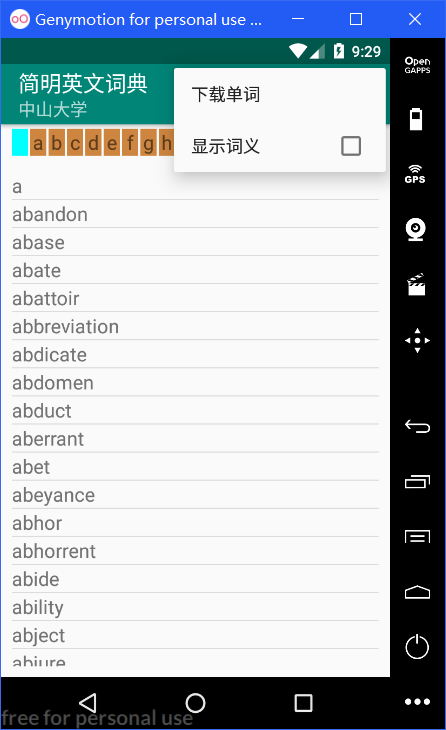 Genymotion for personal use ...
9:29
简明英文词典
中山大学
下载单词
显示词义
a b c d e f g h
a
abandon
abase
abate
abattoir
abbreviation
abdicate
abdomen
abduct
aberrant
abet
abeyance
abhor
abhorrent
abide
ability
abject
abjure
free for personal use
Open
GAPPS
GPS